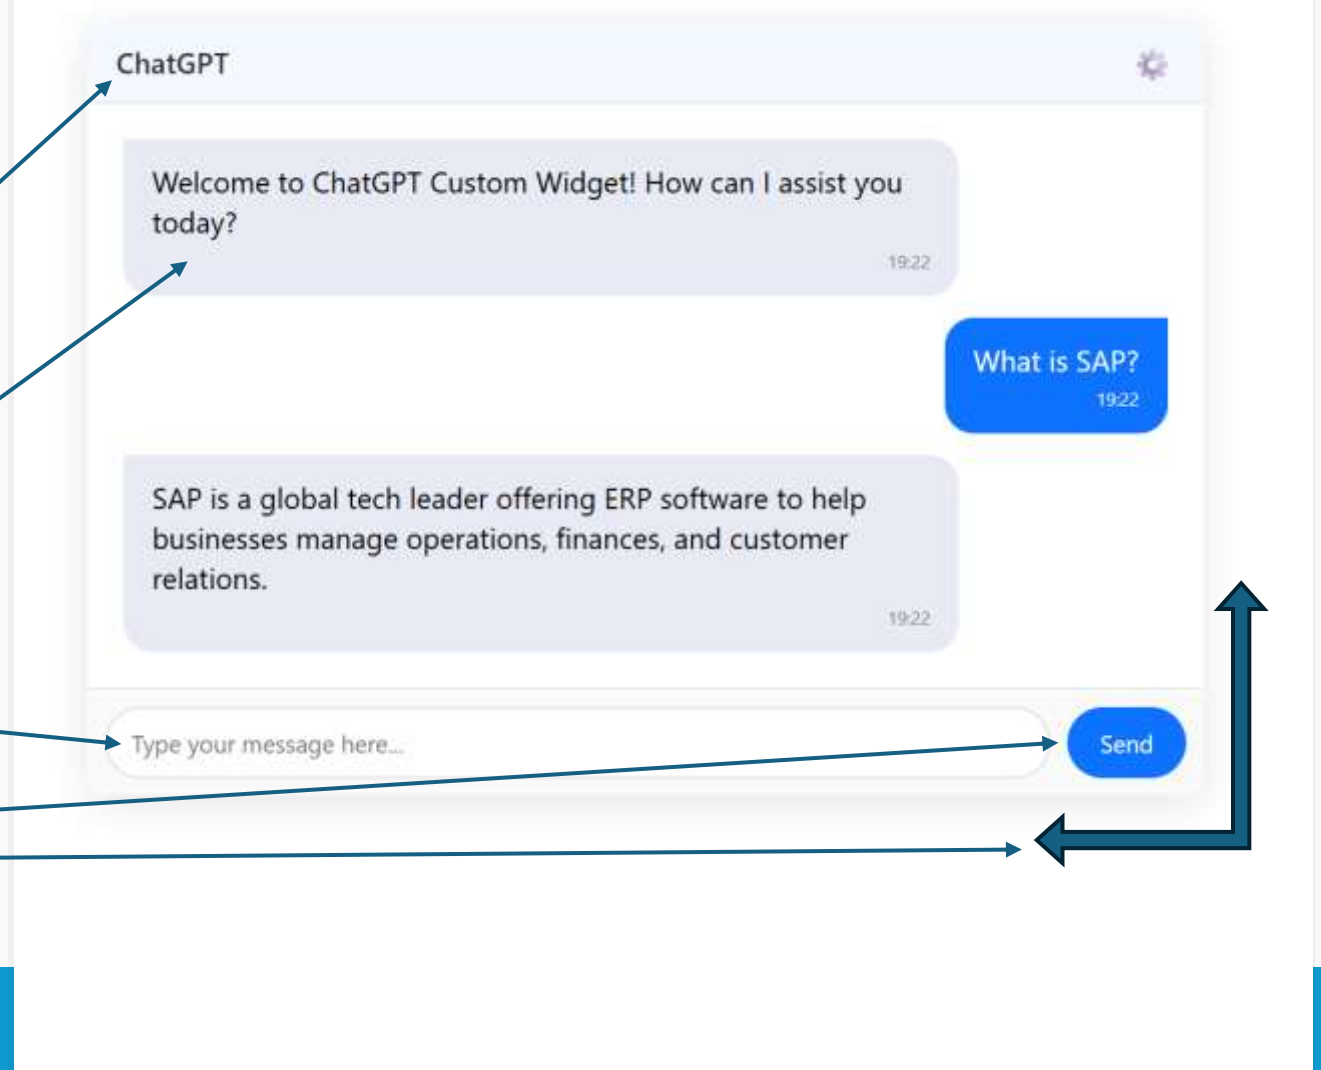 ChatGPT
Welcome to ChatGPT Custom Widget! How can I assist you
today?
19:22
What is SAP?
19:22
SAP is a global tech leader offering ERP software to help
businesses manage operations, finances, and customer
relations.
19:22
Type your message here...
Send